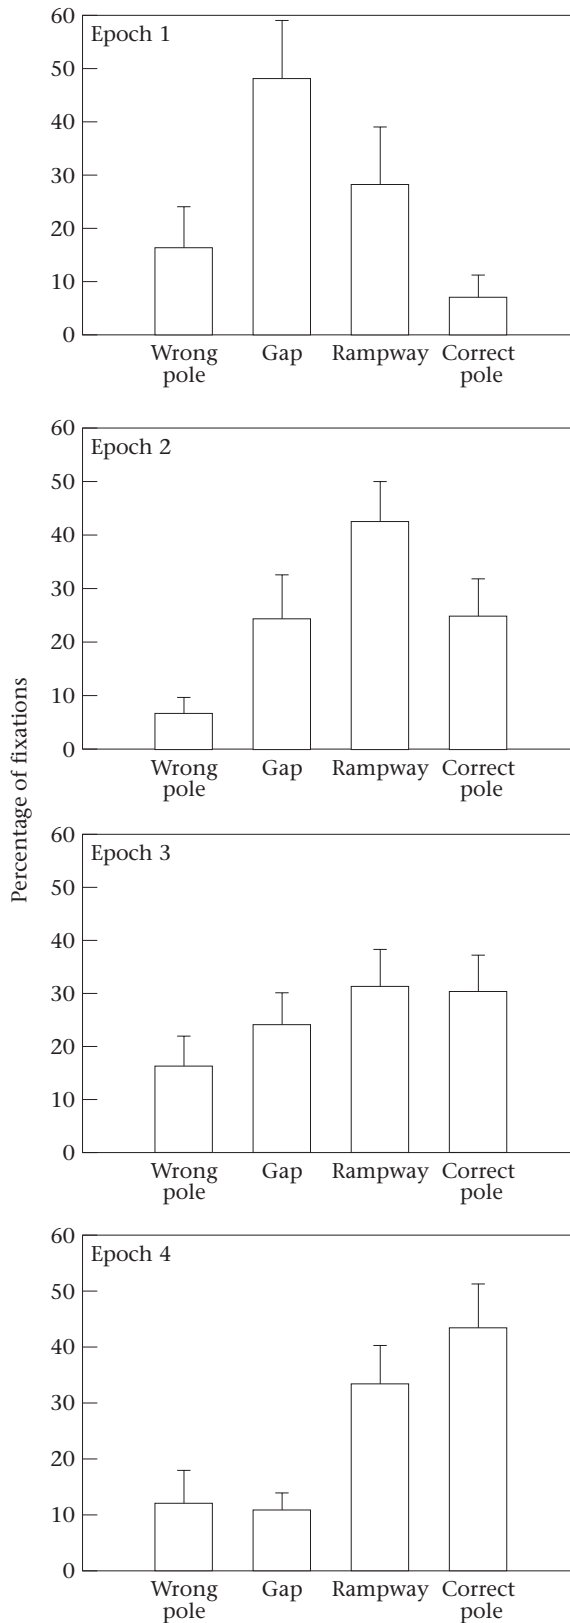 Percentage of fixations
Epoch 1
60
50
40
30
20
10
0
Wrong pole
Gap
Rampway
Correct pole
Epoch 2
60
50
40
30
20
10
0
Wrong pole
Gap
Rampway
Correct pole
Epoch 3
60
50
40
30
20
10
0
Wrong pole
Gap
Rampway
Correct pole
Epoch 4
60
50
40
30
20
10
0
Wrong pole
Gap
Rampway
Correct pole